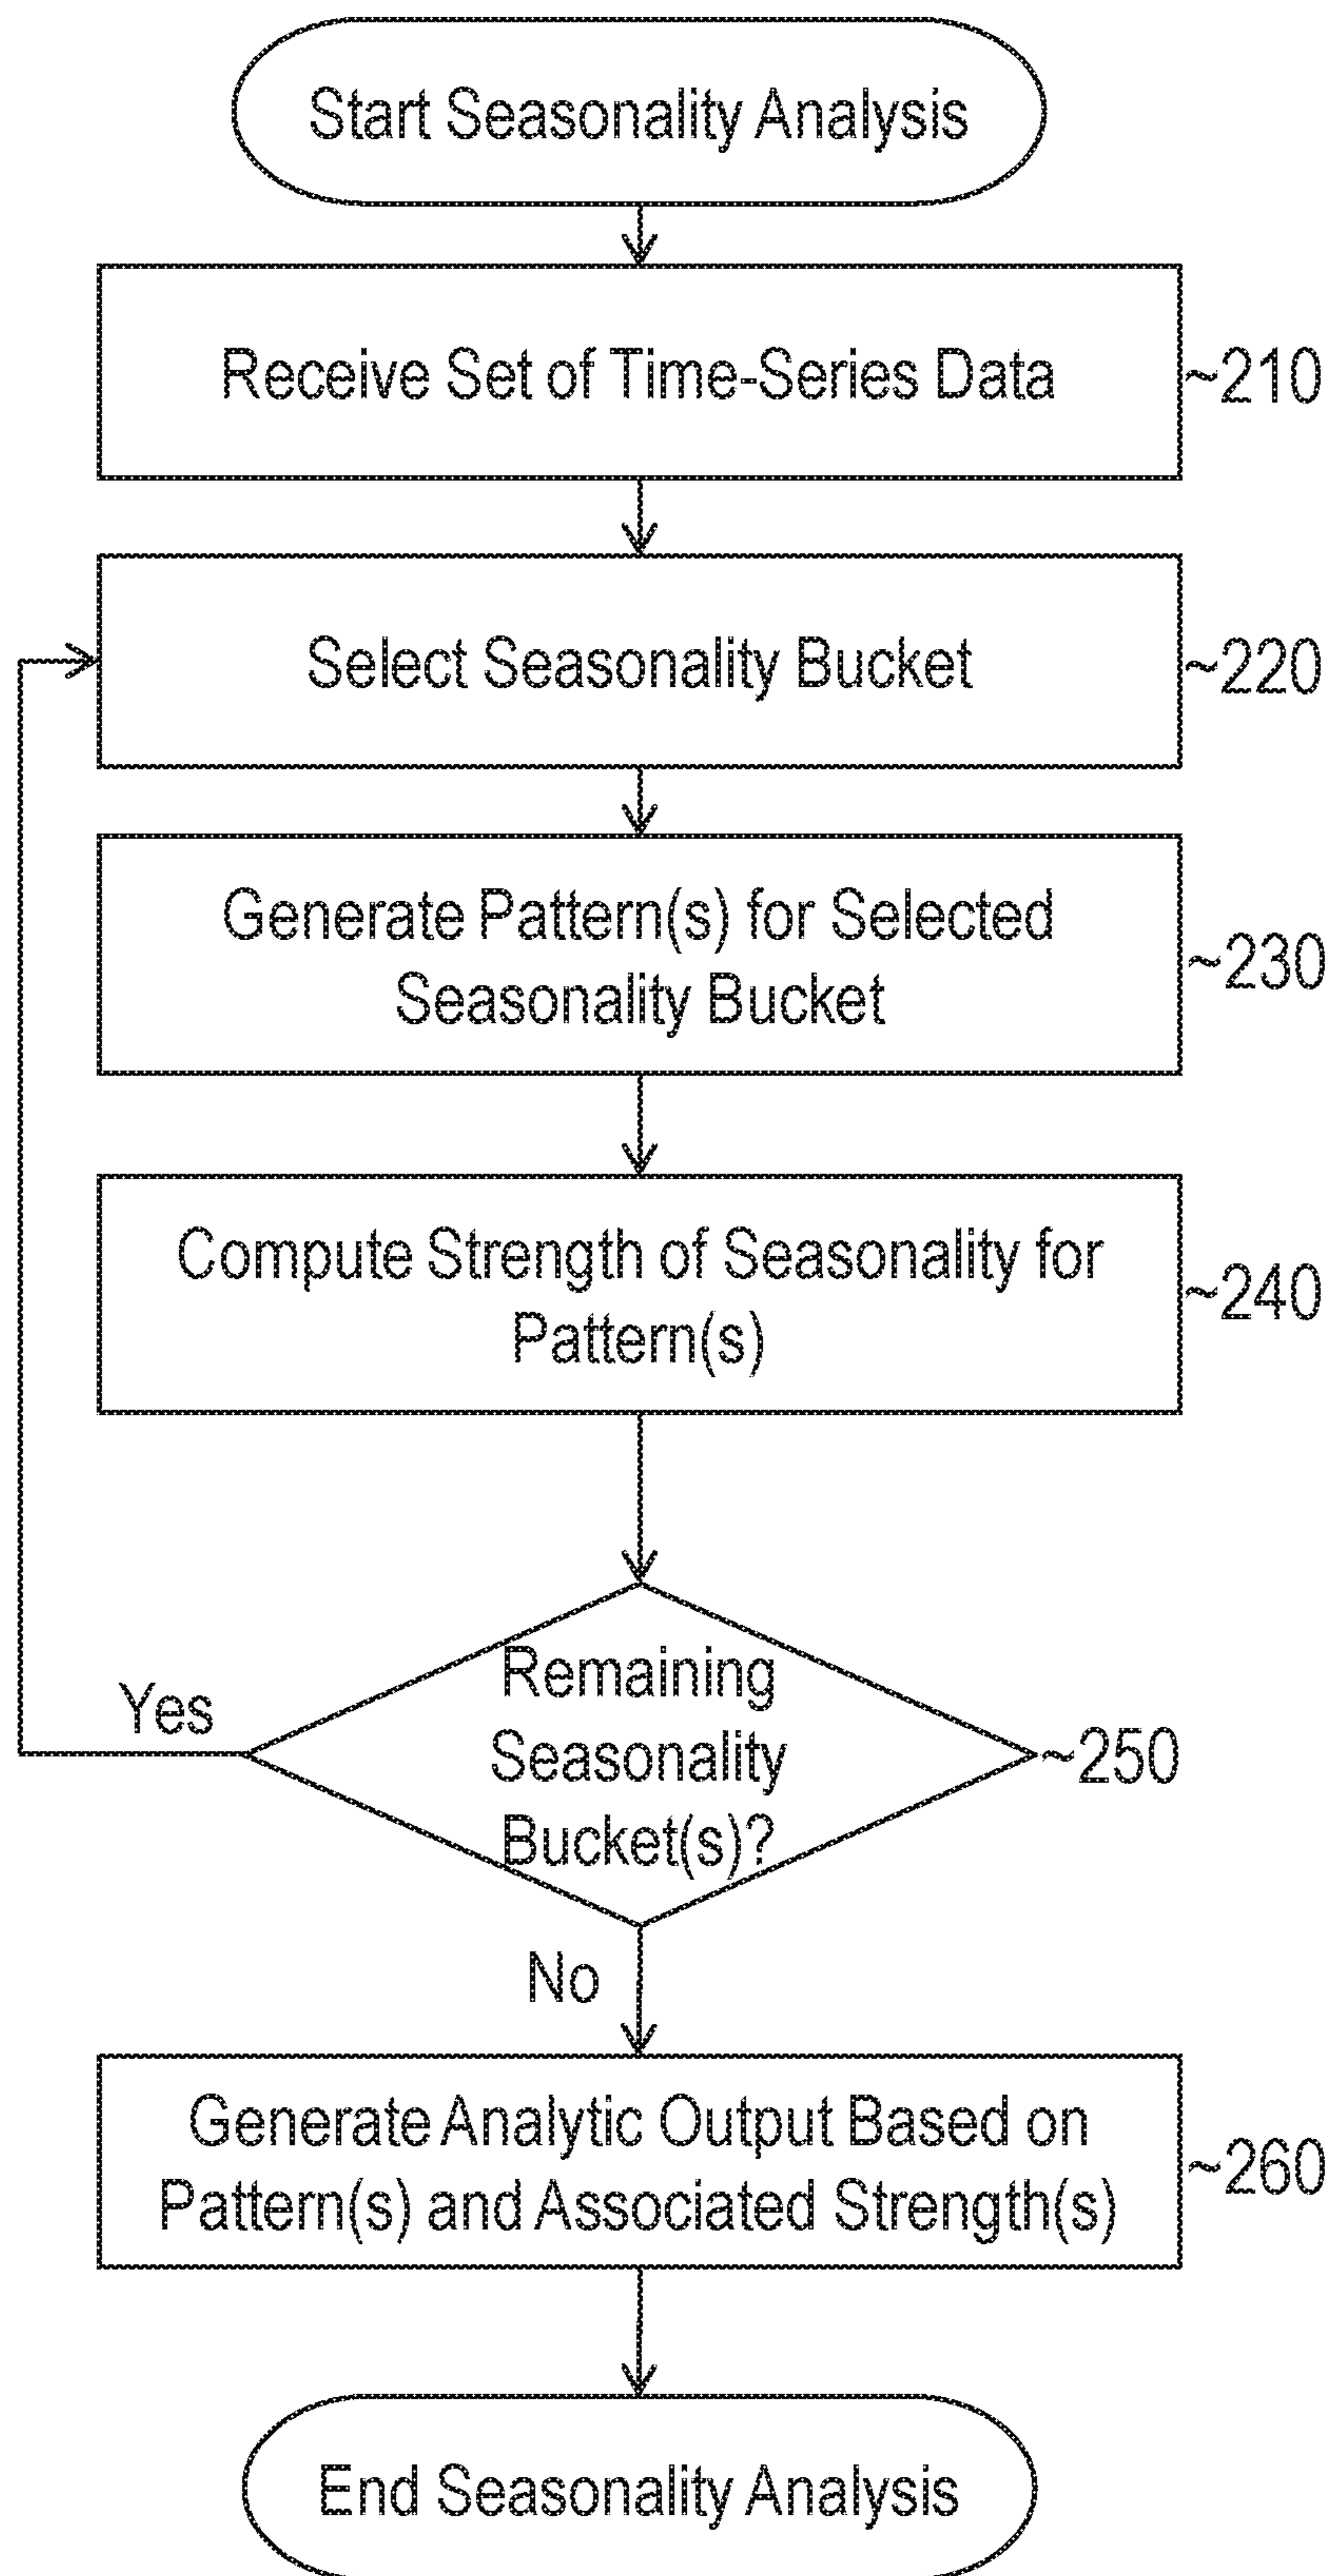 Start Seasonality Analysis
Receive Set of Time-Series Data
~210
Select Seasonality Bucket
~220
Generate Pattern(s) for Selected
Seasonality Bucket
~230
Compute Strength of Seasonality for
Pattern(s)
~240
Remaining
Seasonality
Bucket(s)?
~250
Yes
No
Generate Analytic Output Based on
Pattern(s) and Associated Strength(s)
~260
End Seasonality Analysis